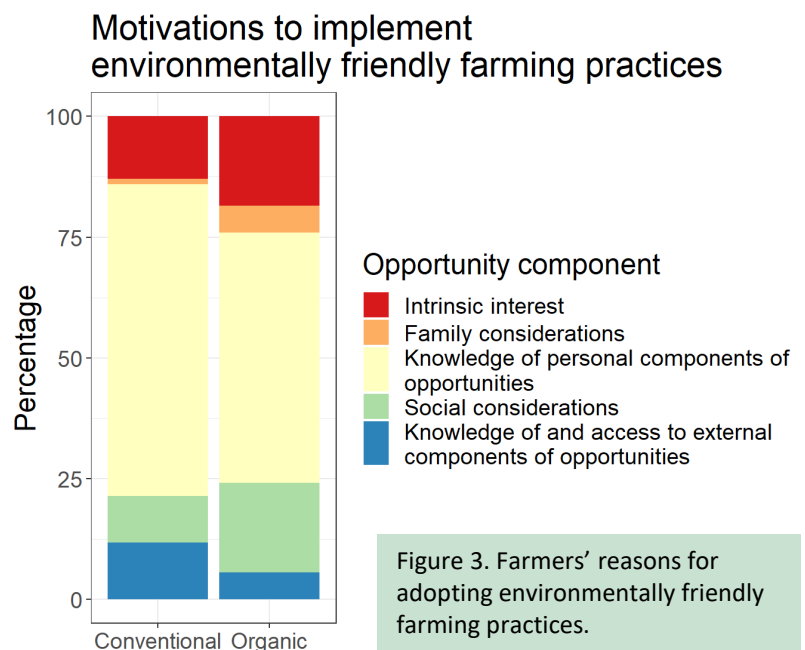 Motivations to implement
environmentally friendly farming practices
100
75
50
25
0
Percentage
Conventional Organic
Opportunity component
Intrinsic interest
Family considerations
Knowledge of personal components of
opportunities
Social considerations
Knowledge of and access to external
components of opportunities
Figure 3. Farmers’ reasons for
adopting environmentally friendly
farming practices.